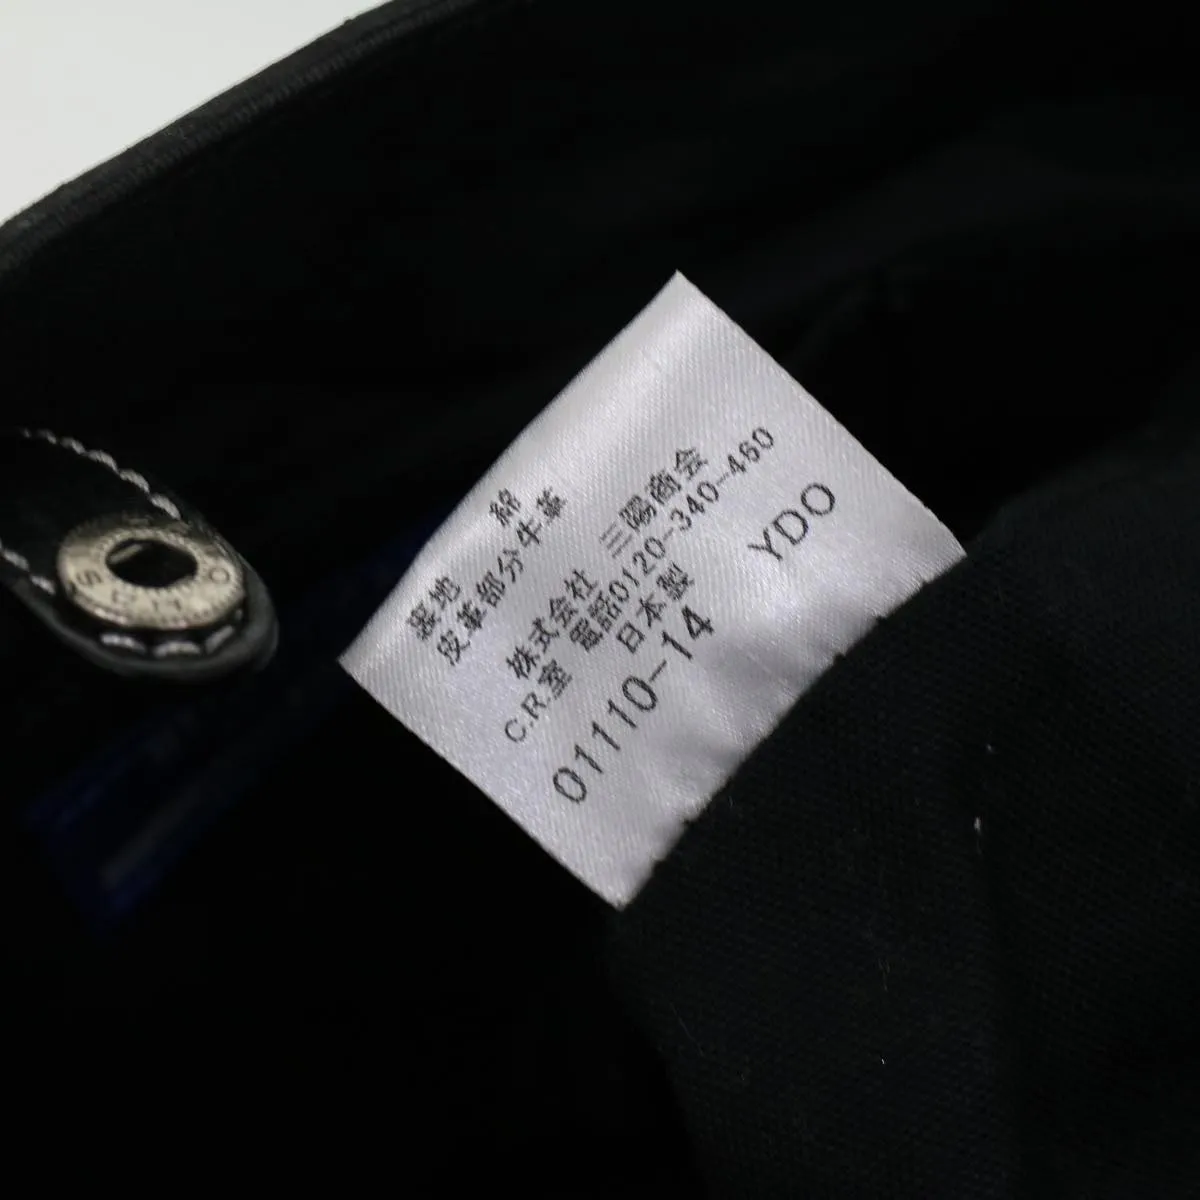 裏地 綿
皮革部分牛革
株式会社 三陽商会
C.R.室 電話0120-340-460
日本製 YDO
01110-14